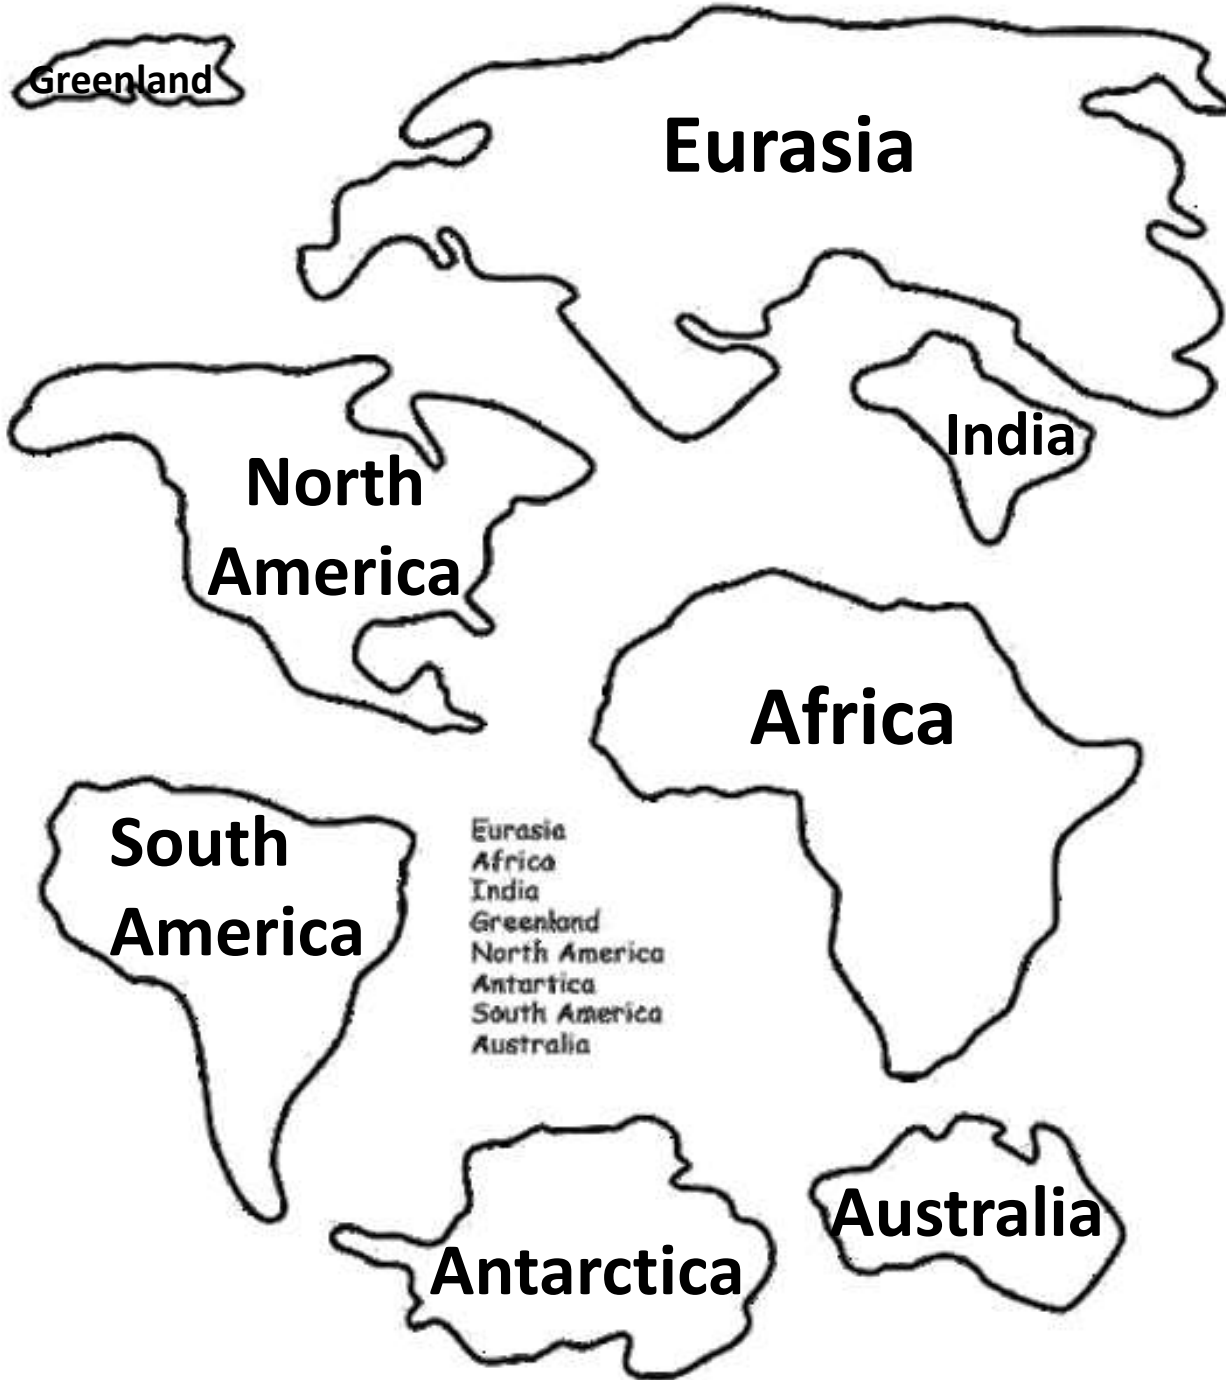 Greenland
Eurasia
India
North
America
Africa
South
America
Eurasia
Africa
India
Greenland
North America
Antartica
South America
Australia
Australia
Antarctica